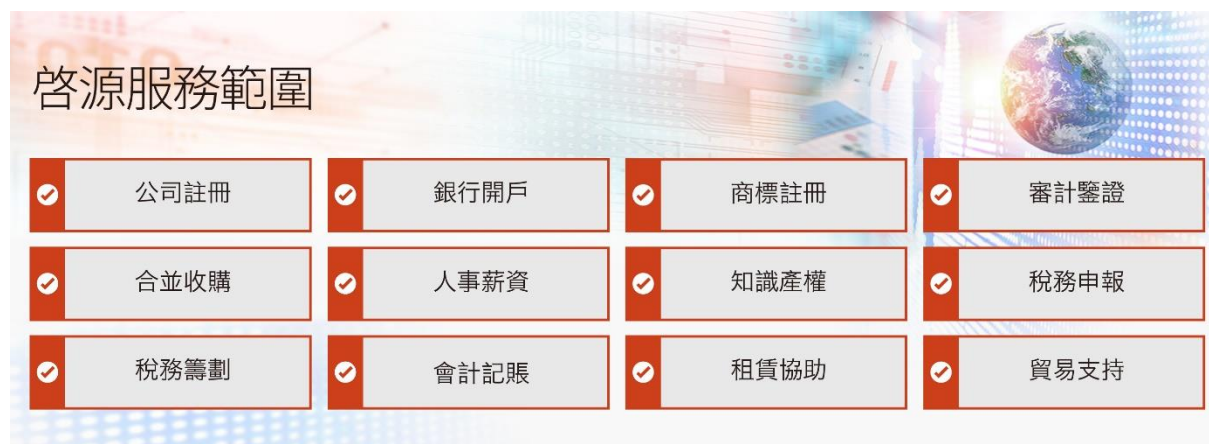 啓源服務範圍
公司註冊
銀行開戶
商標註冊
審計鑒證
合並收購
人事薪資
知識產權
稅務申報
稅務籌劃
會計記賬
租賃協助
貿易支持